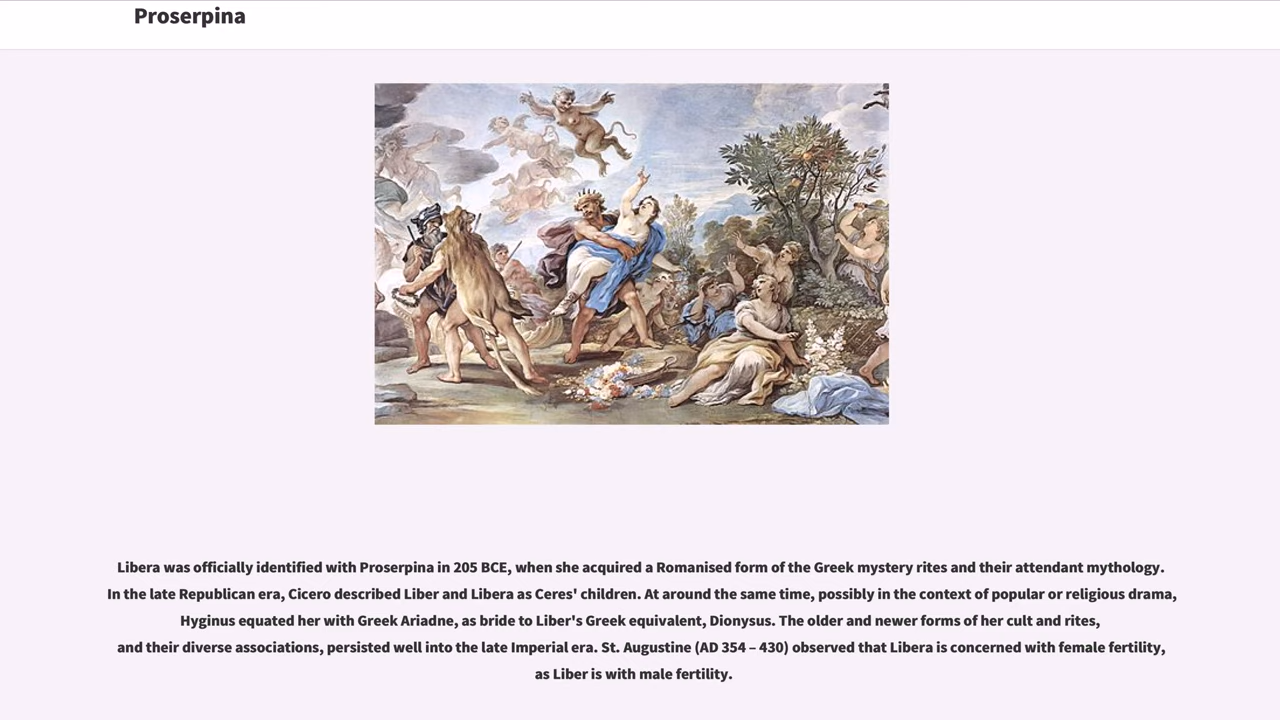 Proserpina
Libera was officially identified with Proserpina in 205 BCE, when she acquired a Romanised form of the Greek mystery rites and their attendant mythology.
In the late Republican era, Cicero described Liber and Libera as Ceres' children. At around the same time, possibly in the context of popular or religious drama,
Hyginus equated her with Greek Ariadne, as bride to Liber's Greek equivalent, Dionysus. The older and newer forms of her cult and rites,
and their diverse associations, persisted well into the late Imperial era. St. Augustine (AD 354 – 430) observed that Libera is concerned with female fertility,
as Liber is with male fertility.